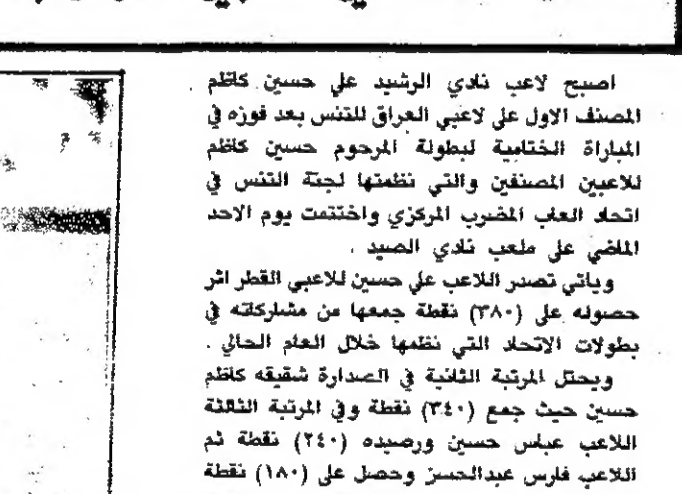 اصبح لاعب نادي الرشيد علي حسين كاظم
المصنف الاول على لاعبي العراق للتنس بعد فوزه في
المباراة الختامية لبطولة المرحوم حسين كاظم
للاعبين المصنفين والتي نظمتها لجنة التنس في
اتحاد العاب المضرب المركزي واختتمت يوم الاحد
الماضي على ملعب نادي الصيد .
وياتي تصدر اللاعب علي حسين للاعبي القطر اثر
حصوله على (٣٨٠) نقطة جمعها من مشاركاته في
بطولات الاتحاد التي نظمها خلال العام الحالي .
ويحتل المرتبة الثانية في الصدارة شقيقه كاظم
حسين حيث جمع (٣٤٠) نقطة وفي المرتبة الثالثة
اللاعب عباس حسين ورصيده (٢٤٠) نقطة ثم
اللاعب فارس عبدالحسن وحصل على (١٨٠) نقطة